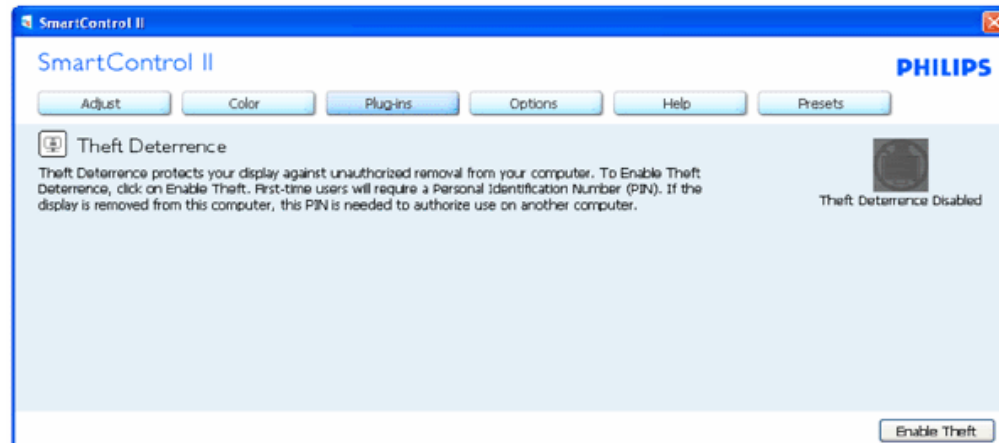 SmartControl II
SmartControl II
PHILIPS
Adjust Color Plug-ins Options Help Presets
Theft Deterrence
Theft Deterrence protects your display against unauthorized removal from your computer. To Enable Theft
Deterrence, click on Enable Theft. First-time users will require a Personal Identification Number (PIN). If the
display is removed from this computer, this PIN is needed to authorize use on another computer.
Theft Deterrence Disabled
Enable Theft